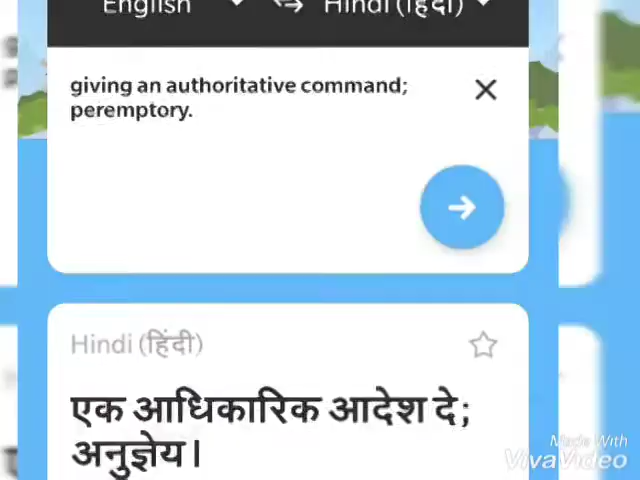 English Hindi (हिंदी)
giving an authoritative command;
peremptory.
Hindi (हिंदी)
एक आधिकारिक आदेश दे;
अनुज्ञेय।
Made With
VivaVideo